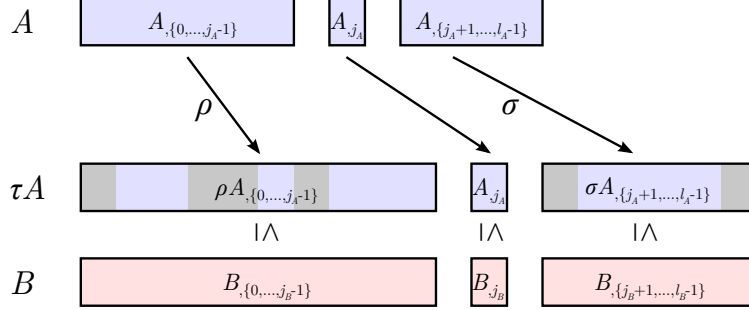 A A,{0,...,jA-1} A,jA A,{jA+1,...,lA-1}
ρ σ
τA ρA,{0,...,jA-1} A,jA σA,{jA+1,...,lA-1}
I∧ I∧ I∧
B B,{0,...,jB-1} B,jB B,{jB+1,...,lB-1}